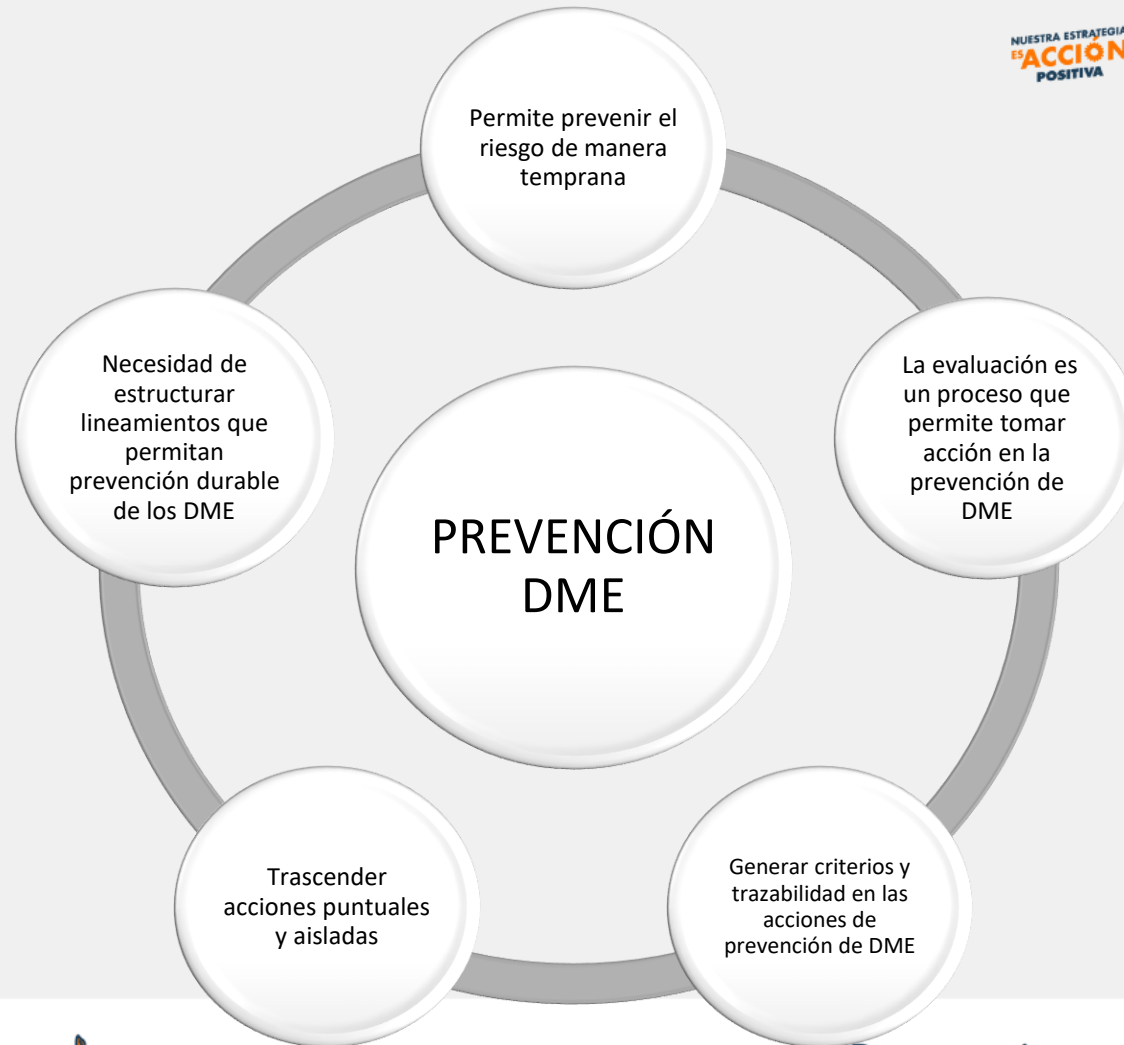 NUESTRA ESTRATEGIA
ES ACCIÓN
POSITIVA
Permite prevenir el
riesgo de manera
temprana
La evaluación es
un proceso que
permite tomar
acción en la
prevención de
DME
Generar criterios y
trazabilidad en las
acciones de
prevención de DME
Trascender
acciones puntuales
y aisladas
Necesidad de
estructurar
lineamientos que
permitan
prevención durable
de los DME
PREVENCIÓN
DME